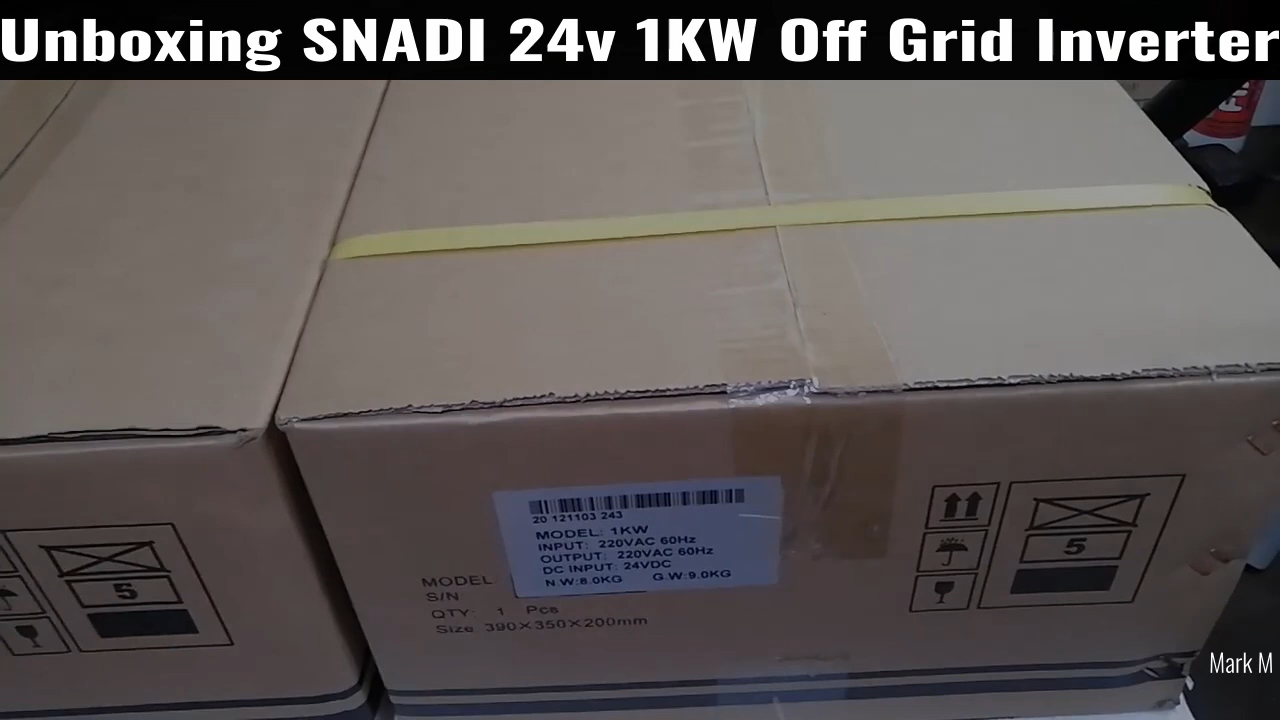 Unboxing SNADI 24v 1KW Off Grid Inverter
20 121103 243
MODEL: 1KW
INPUT: 220VAC 60Hz
OUTPUT: 220VAC 60Hz
DC INPUT: 24VDC
N.W:8.0KG G.W:9.0KG
MODEL
S/N
QTY: 1 Pcs
Size 390×350×200mm
5
5
Mark M